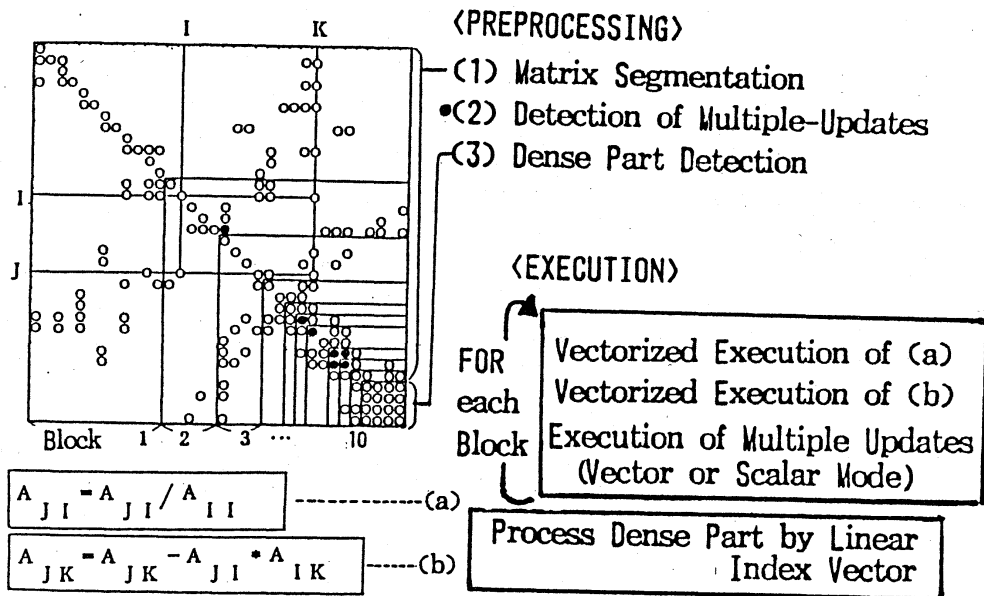 I K
I
J
Block 1 2 3 ... 10
<PREPROCESSING>
(1) Matrix Segmentation
•(2) Detection of Multiple-Updates
(3) Dense Part Detection
<EXECUTION>
FOR
each
Block
Vectorized Execution of (a)
Vectorized Execution of (b)
Execution of Multiple Updates
(Vector or Scalar Mode)
Process Dense Part by Linear
Index Vector
A JI = A JI / A II (a)
A JK = A JK - A JI * A IK (b)